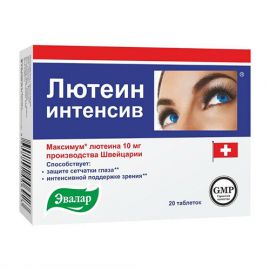 Лютеин®
интенсив
Максимум* лютеина 10 мг
производства Швейцарии
Способствует:
• защите сетчатки глаза**
• интенсивной поддержке зрения**
Эвалар
20 таблеток
GMP